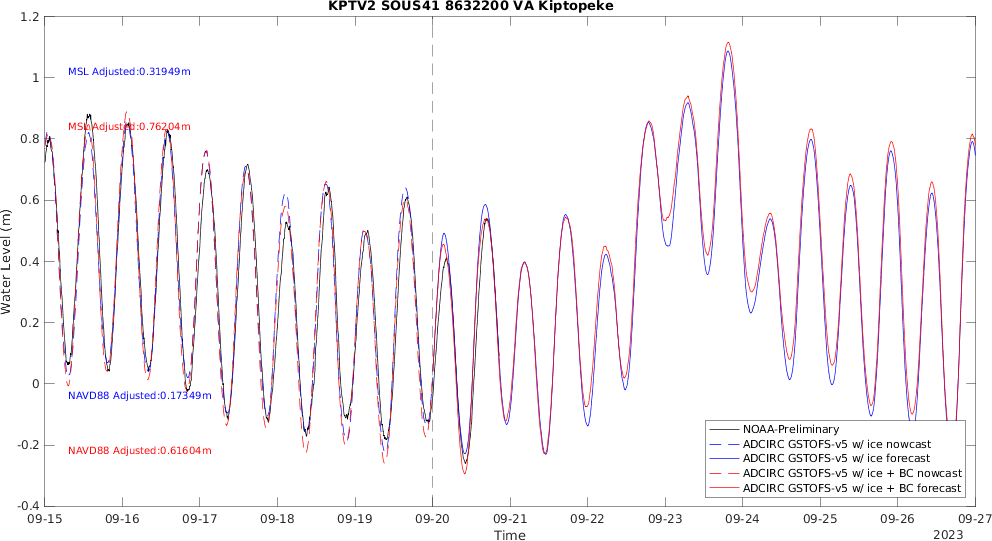 KPTV2 SOUS41 8632200 VA Kiptopeke
1.2
1
0.8
0.6
0.4
0.2
0
-0.2
-0.4
Water Level (m)
MSL Adjusted:0.31949m
MSL Adjusted:0.76204m
NAVD88 Adjusted:0.17349m
NAVD88 Adjusted:0.61604m
NOAA-Preliminary
ADCIRC GSTOFS-v5 w/ ice nowcast
ADCIRC GSTOFS-v5 w/ ice forecast
ADCIRC GSTOFS-v5 w/ ice + BC nowcast
ADCIRC GSTOFS-v5 w/ ice + BC forecast
09-15 09-16 09-17 09-18 09-19 09-20 09-21 09-22 09-23 09-24 09-25 09-26 09-27
Time
2023